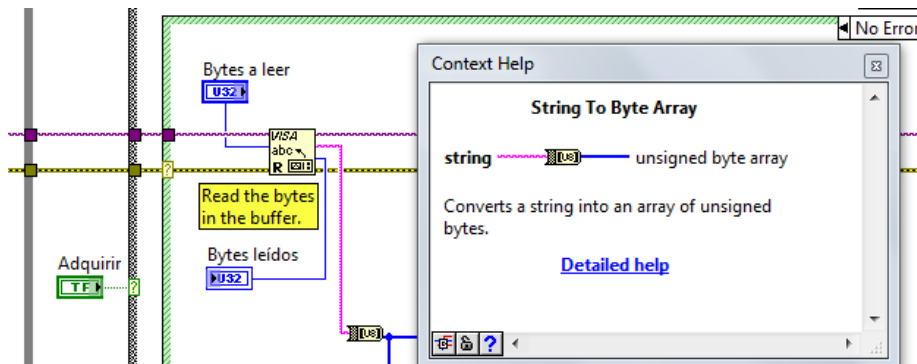 No Error
Context Help
Bytes a leer
U32
String To Byte Array
VISA
abc
R
string
[U8]
unsigned byte array
?
Read the bytes
in the buffer.
Converts a string into an array of unsigned
bytes.
Bytes leídos
U32
Detailed help
Adquirir
TF
?
[U8]
?